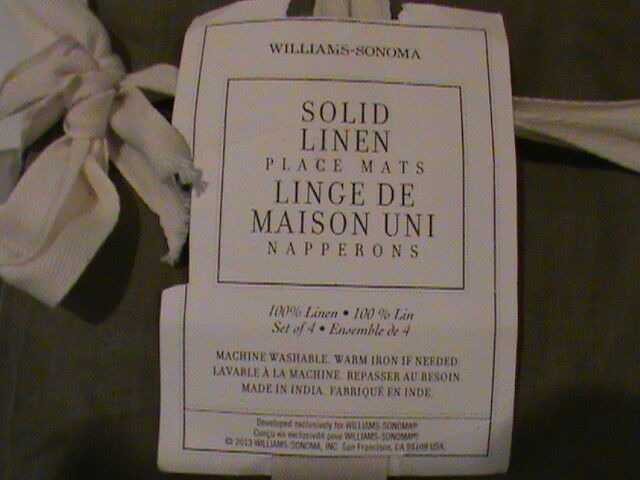 WILLIAMS-SONOMA
SOLID
LINEN
PLACE MATS
LINGE DE
MAISON UNI
NAPPERONS
100% Linen • 100 % Lin
Set of 4 • Ensemble de 4
MACHINE WASHABLE. WARM IRON IF NEEDED
LAVABLE À LA MACHINE. REPASSER AU BESOIN
MADE IN INDIA. FABRIQUÉ EN INDE.
Developed exclusively for WILLIAMS-SONOMA®
Conçu en exclusivité pour WILLIAMS-SONOMA®
© 2013 WILLIAMS-SONOMA, INC. San Francisco, CA 94109 USA.